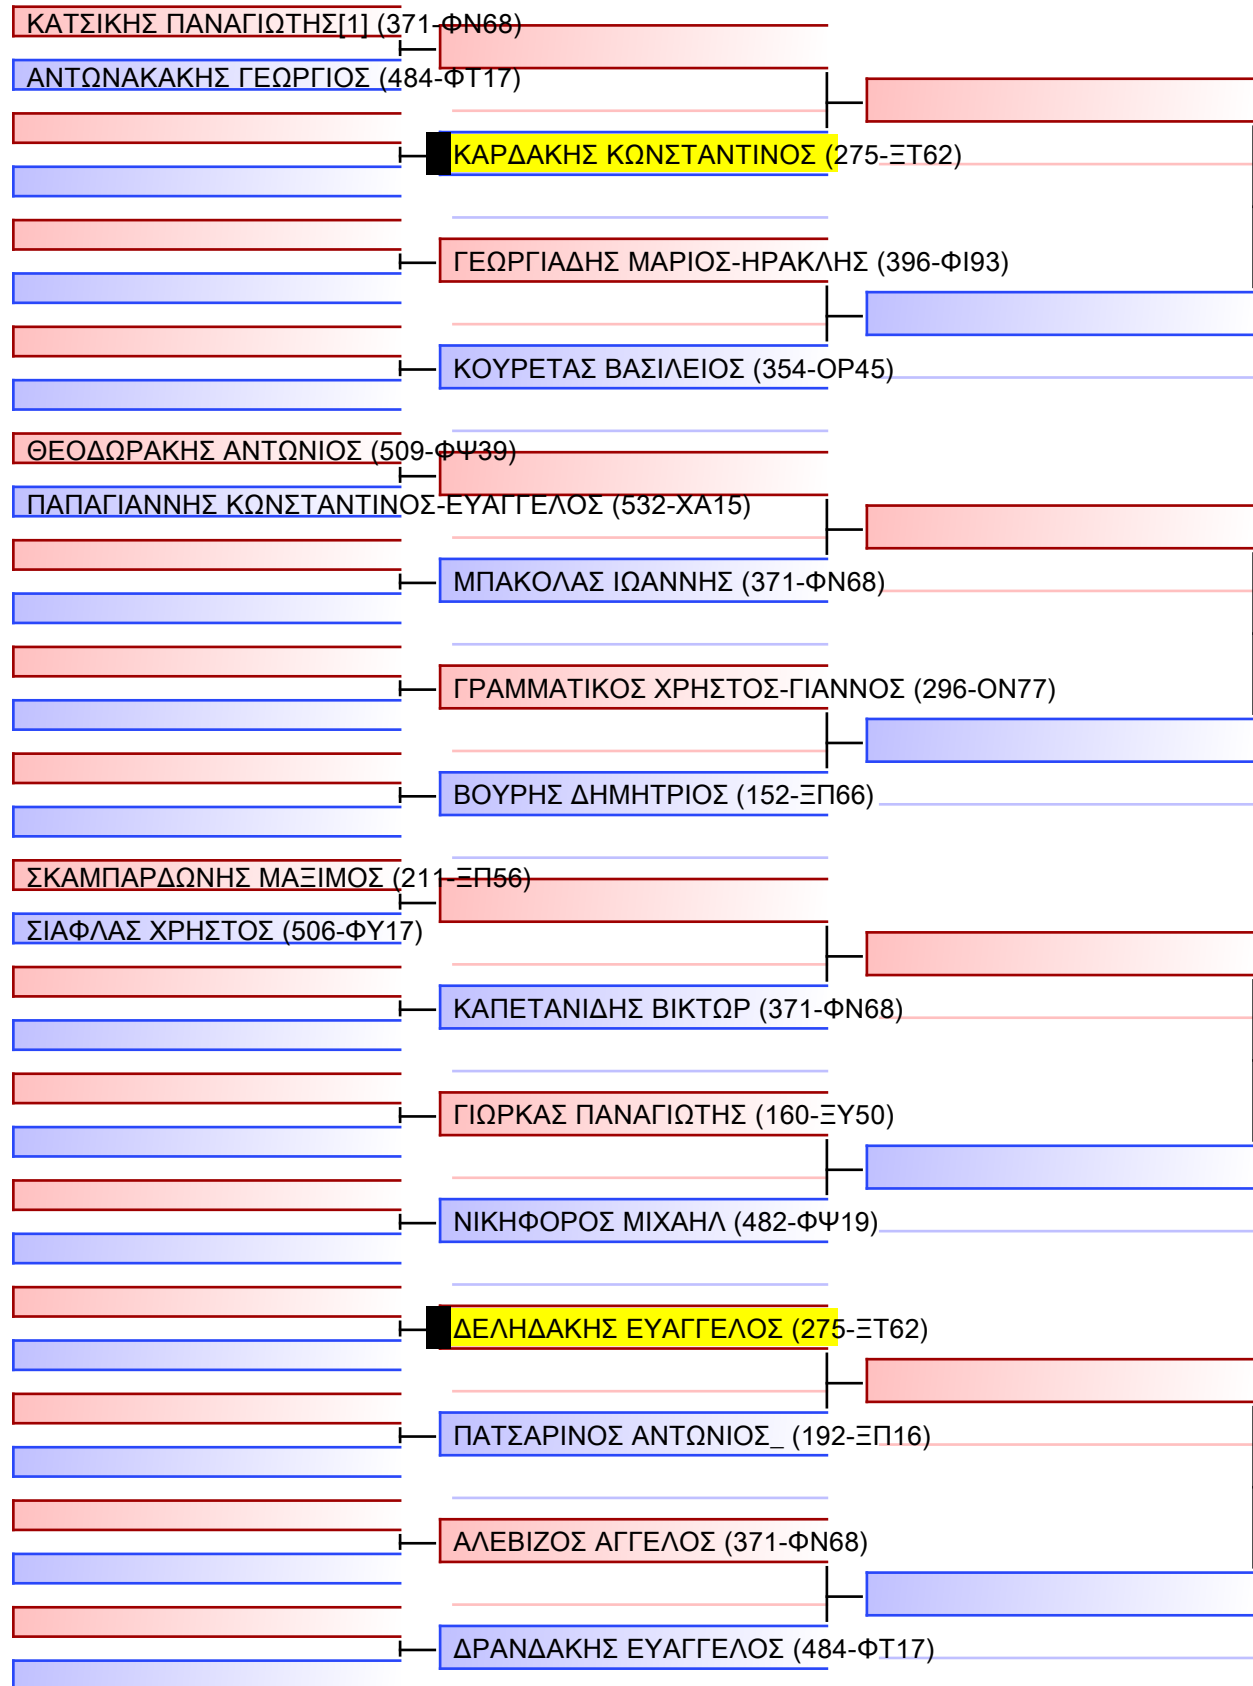 ΚΑΤΣΙΚΗΣ ΠΑΝΑΓΙΩΤΗΣ[1] (371-ΦΝ68)
ΑΝΤΩΝΑΚΑΚΗΣ ΓΕΩΡΓΙΟΣ (484-ΦΤ17)
ΚΑΡΔΑΚΗΣ ΚΩΝΣΤΑΝΤΙΝΟΣ (275-ΞΤ62)
ΓΕΩΡΓΙΑΔΗΣ ΜΑΡΙΟΣ-ΗΡΑΚΛΗΣ (396-ΦΙ93)
ΚΟΥΡΕΤΑΣ ΒΑΣΙΛΕΙΟΣ (354-ΟΡ45)
ΘΕΟΔΩΡΑΚΗΣ ΑΝΤΩΝΙΟΣ (509-ΦΨ39)
ΠΑΠΑΓΙΑΝΝΗΣ ΚΩΝΣΤΑΝΤΙΝΟΣ-ΕΥΑΓΓΕΛΟΣ (532-ΧΑ15)
ΜΠΑΚΟΛΑΣ ΙΩΑΝΝΗΣ (371-ΦΝ68)
ΓΡΑΜΜΑΤΙΚΟΣ ΧΡΗΣΤΟΣ-ΓΙΑΝΝΟΣ (296-ΟΝ77)
ΒΟΥΡΗΣ ΔΗΜΗΤΡΙΟΣ (152-ΞΠ66)
ΣΚΑΜΠΑΡΔΩΝΗΣ ΜΑΞΙΜΟΣ (211-ΞΠ56)
ΣΙΑΦΛΑΣ ΧΡΗΣΤΟΣ (506-ΦΥ17)
ΚΑΠΕΤΑΝΙΔΗΣ ΒΙΚΤΩΡ (371-ΦΝ68)
ΓΙΩΡΚΑΣ ΠΑΝΑΓΙΩΤΗΣ (160-ΞΥ50)
ΝΙΚΗΦΟΡΟΣ ΜΙΧΑΗΛ (482-ΦΨ19)
ΔΕΛΗΔΑΚΗΣ ΕΥΑΓΓΕΛΟΣ (275-ΞΤ62)
ΠΑΤΣΑΡΙΝΟΣ ΑΝΤΩΝΙΟΣ_ (192-ΞΠ16)
ΑΛΕΒΙΖΟΣ ΑΓΓΕΛΟΣ (371-ΦΝ68)
ΔΡΑΝΔΑΚΗΣ ΕΥΑΓΓΕΛΟΣ (484-ΦΤ17)